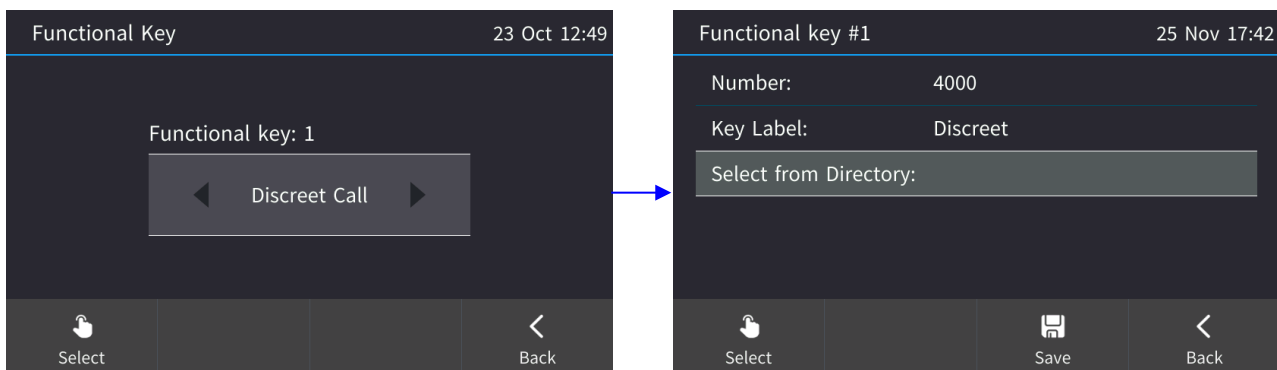 Functional Key 23 Oct 12:49
Functional key: 1
Discreet Call
Select Back
Functional key #1 25 Nov 17:42
Number: 4000
Key Label: Discreet
Select from Directory:
Select Save Back